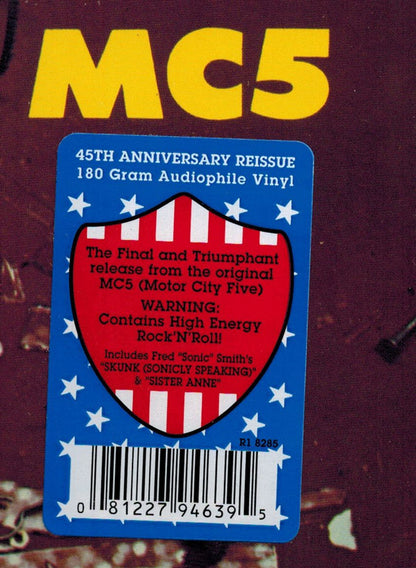 MC5
45TH ANNIVERSARY REISSUE
180 Gram Audiophile Vinyl
The Final and Triumphant
release from the original
MC5 (Motor City Five)
WARNING:
Contains High Energy
Rock'N'Roll!
Includes Fred "Sonic" Smith's
"SKUNK (SONICLY SPEAKING)"
& "SISTER ANNE"
R1 8285
0 81227 94639 5